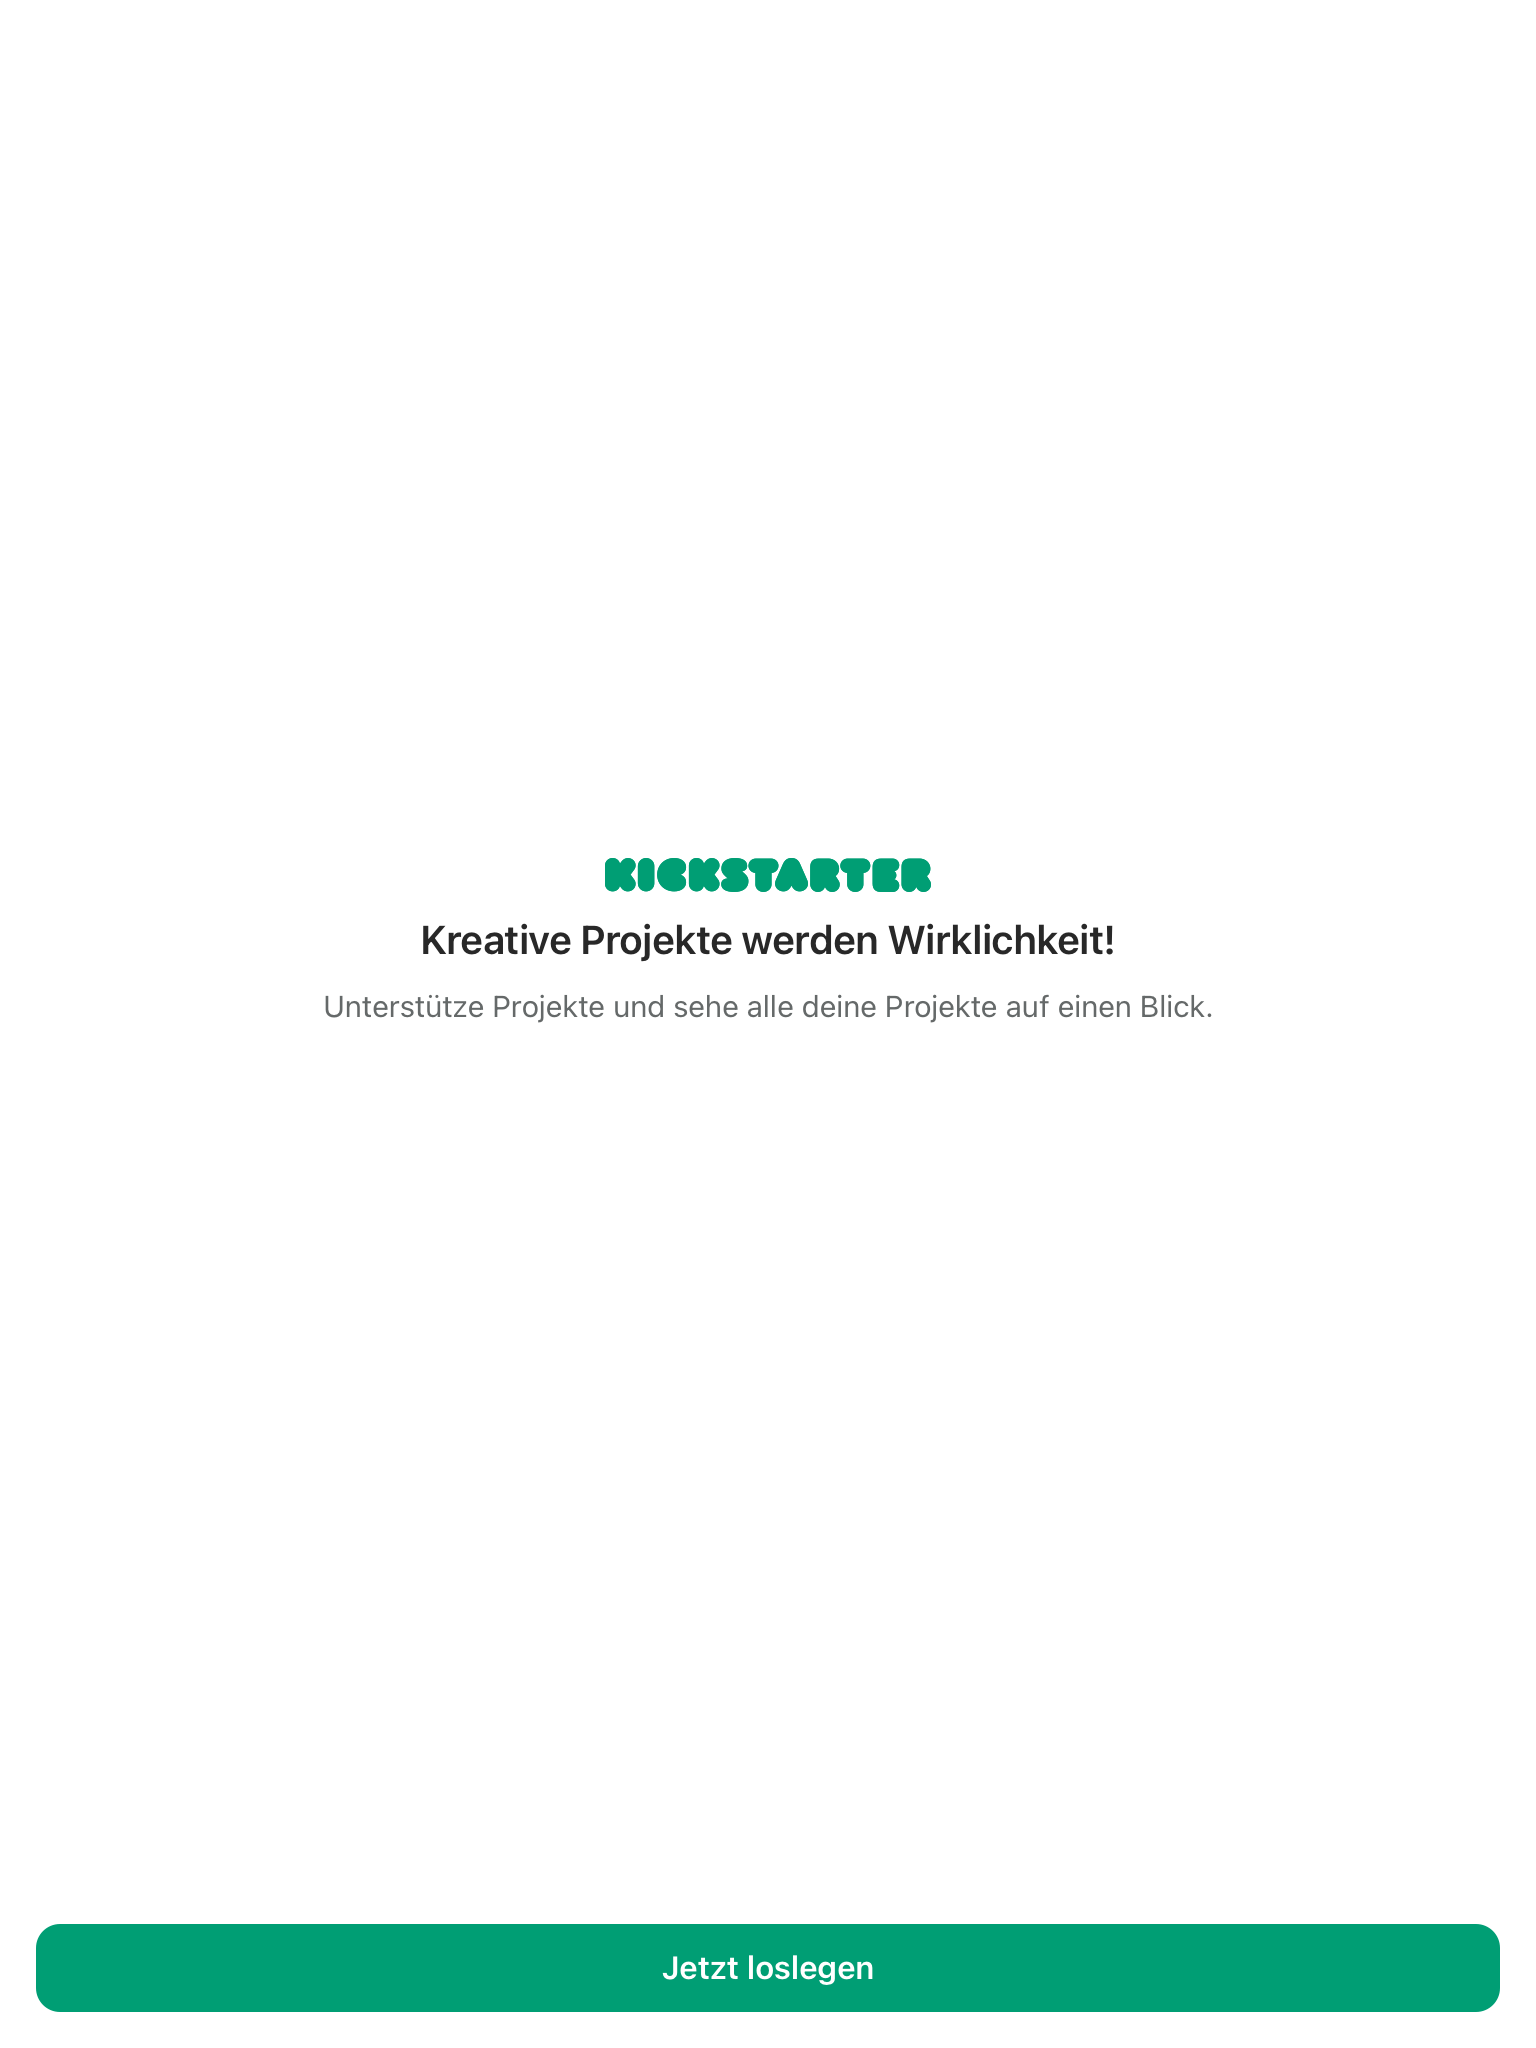 KICKSTARTER
Kreative Projekte werden Wirklichkeit!
Unterstütze Projekte und sehe alle deine Projekte auf einen Blick.
Jetzt loslegen